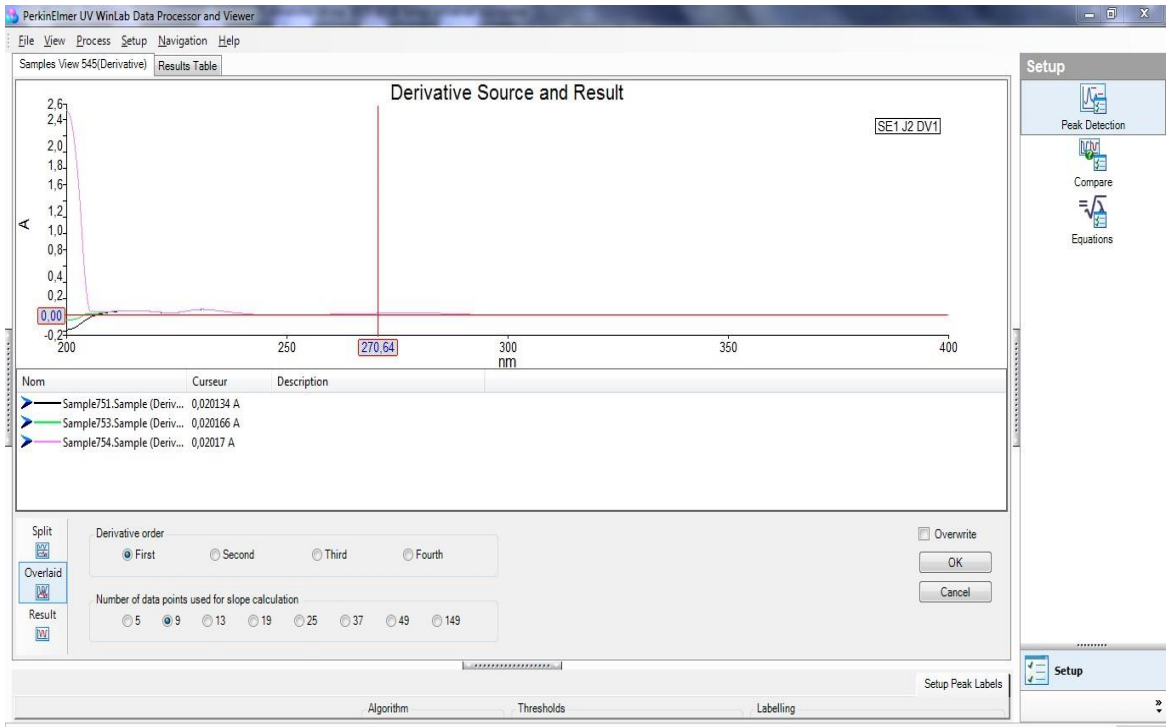 PerkinElmer UV WinLab Data Processor and Viewer
File View Process Setup Navigation Help
Samples View 545(Derivative) Results Table
Setup
Derivative Source and Result
SE1 J2 DV1
Peak Detection
Compare
Equations
A
2,6
2,4
2,0
1,8
1,6
1,2
1,0
0,8
0,4
0,2
0,00
-0,2
200 250 270,64 300 350 400
nm
Nom Curseur Description
Sample751.Sample (Deriv... 0,020134 A
Sample753.Sample (Deriv... 0,020166 A
Sample754.Sample (Deriv... 0,02017 A
Split
Overlaid
Result
Derivative order
First Second Third Fourth
Number of data points used for slope calculation
5 9 13 19 25 37 49 149
Overwrite
OK
Cancel
Setup
Setup Peak Labels
Algorithm Thresholds Labelling